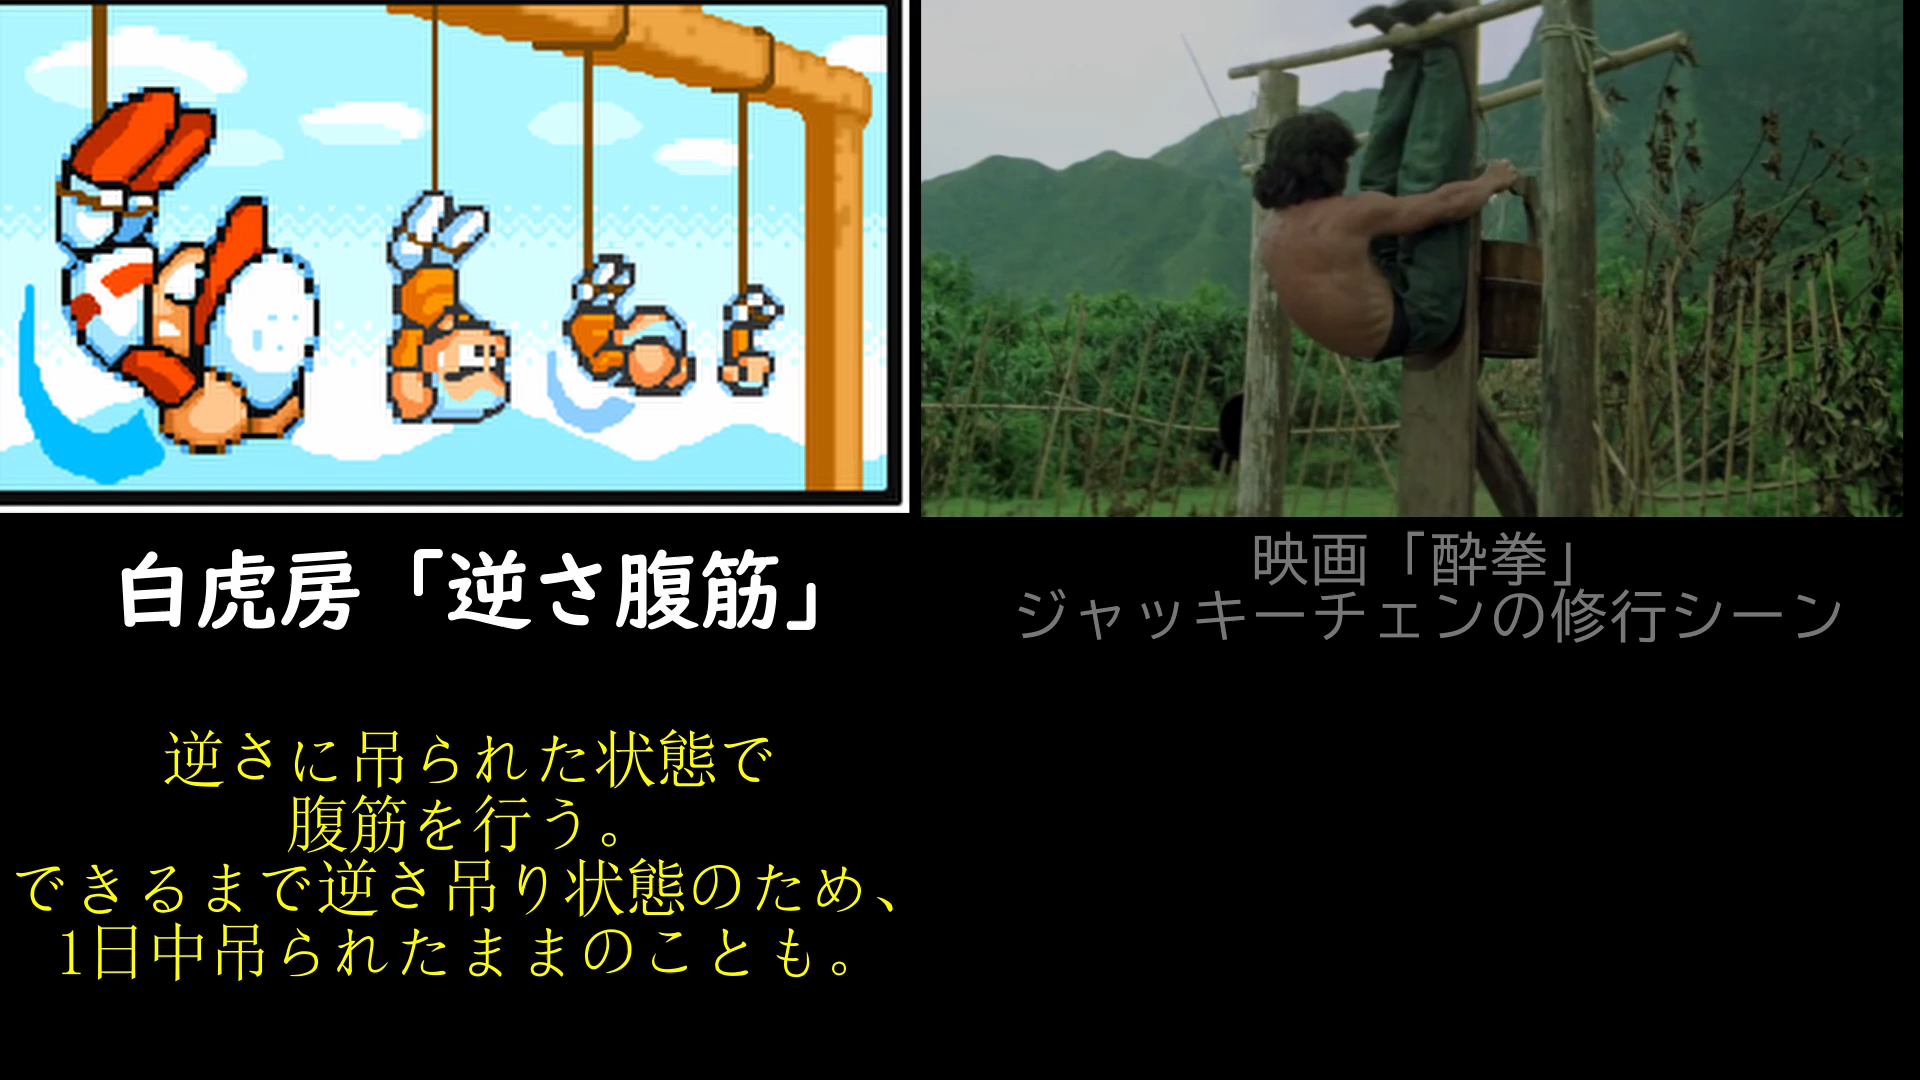 白虎房「逆さ腹筋」
映画「酔拳」
ジャッキーチェンの修行シーン
逆さに吊られた状態で
腹筋を行う。
できるまで逆さ吊り状態のため、
1日中吊られたままのことも。